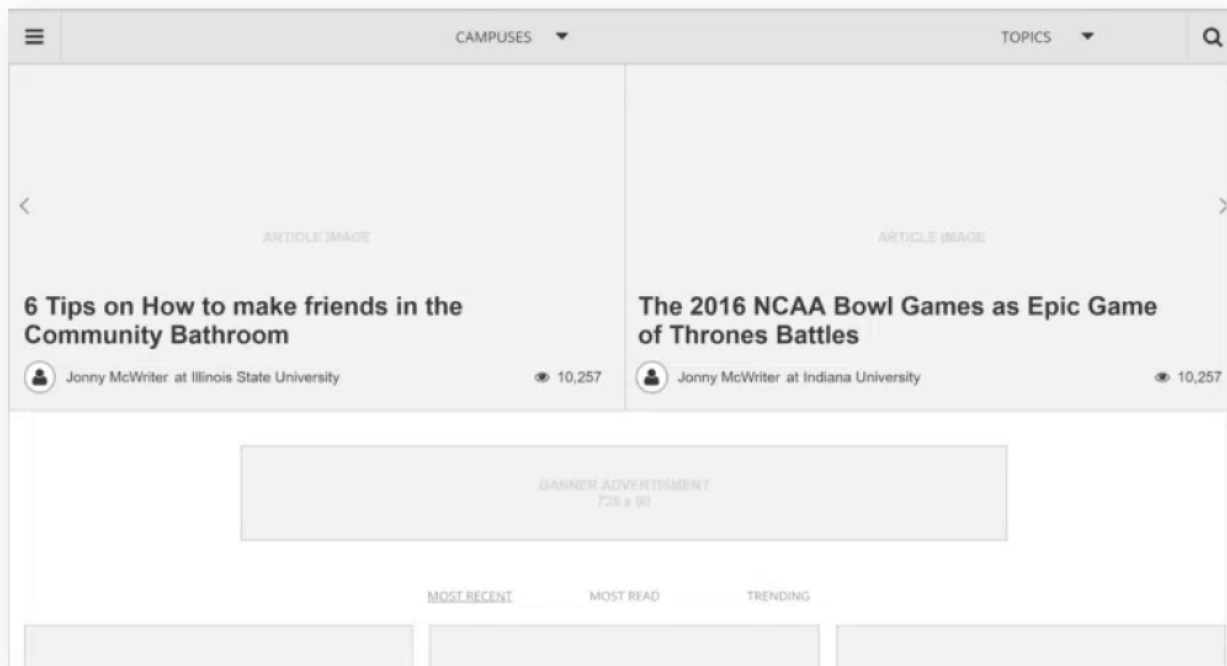 CAMPUSES
TOPICS
ARTICLE IMAGE
6 Tips on How to make friends in the
Community Bathroom
Jonny McWriter at Illinois State University
10,257
ARTICLE IMAGE
The 2016 NCAA Bowl Games as Epic Game
of Thrones Battles
Jonny McWriter at Indiana University
10,257
BANNER ADVERTISMENT
728 x 90
MOST RECENT
MOST READ
TRENDING